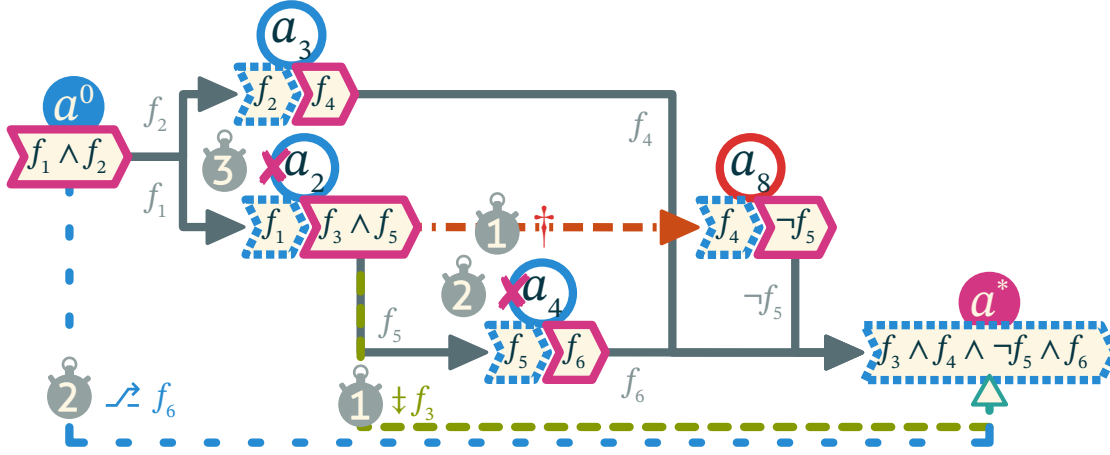 a₃
a⁰
f₂
f₂ f₄
f₁ ∧ f₂
f₄
3
a₂
a₈
f₁
f₁ f₃ ∧ f₅
1 †
f₄ ¬f₅
2
a₄
a*
f₅
¬f₅
f₅ f₆
f₃ ∧ f₄ ∧ ¬f₅ ∧ f₆
f₆
2 ⎇ f₆
1 ‡ f₃